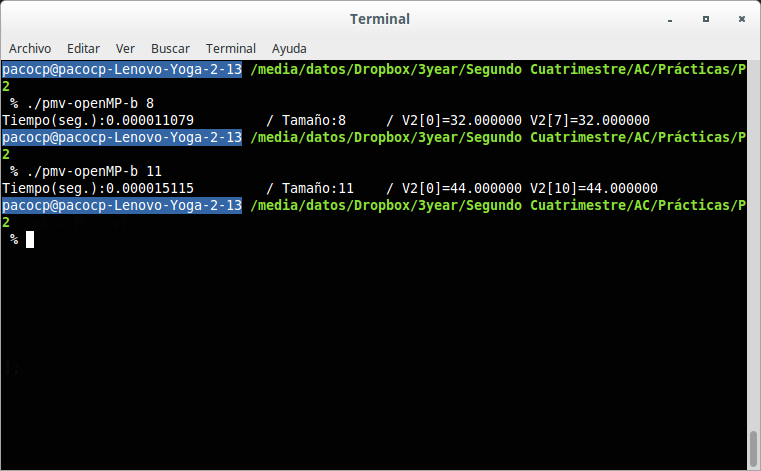 Terminal
Archivo Editar Ver Buscar Terminal Ayuda
pacocp@pacocp-Lenovo-Yoga-2-13 /media/datos/Dropbox/3year/Segundo Cuatrimestre/AC/Prácticas/P
2
% ./pmv-openMP-b 8
Tiempo(seg.):0.000011079 / Tamaño:8 / V2[0]=32.000000 V2[7]=32.000000
pacocp@pacocp-Lenovo-Yoga-2-13 /media/datos/Dropbox/3year/Segundo Cuatrimestre/AC/Prácticas/P
2
% ./pmv-openMP-b 11
Tiempo(seg.):0.000015115 / Tamaño:11 / V2[0]=44.000000 V2[10]=44.000000
pacocp@pacocp-Lenovo-Yoga-2-13 /media/datos/Dropbox/3year/Segundo Cuatrimestre/AC/Prácticas/P
2
%